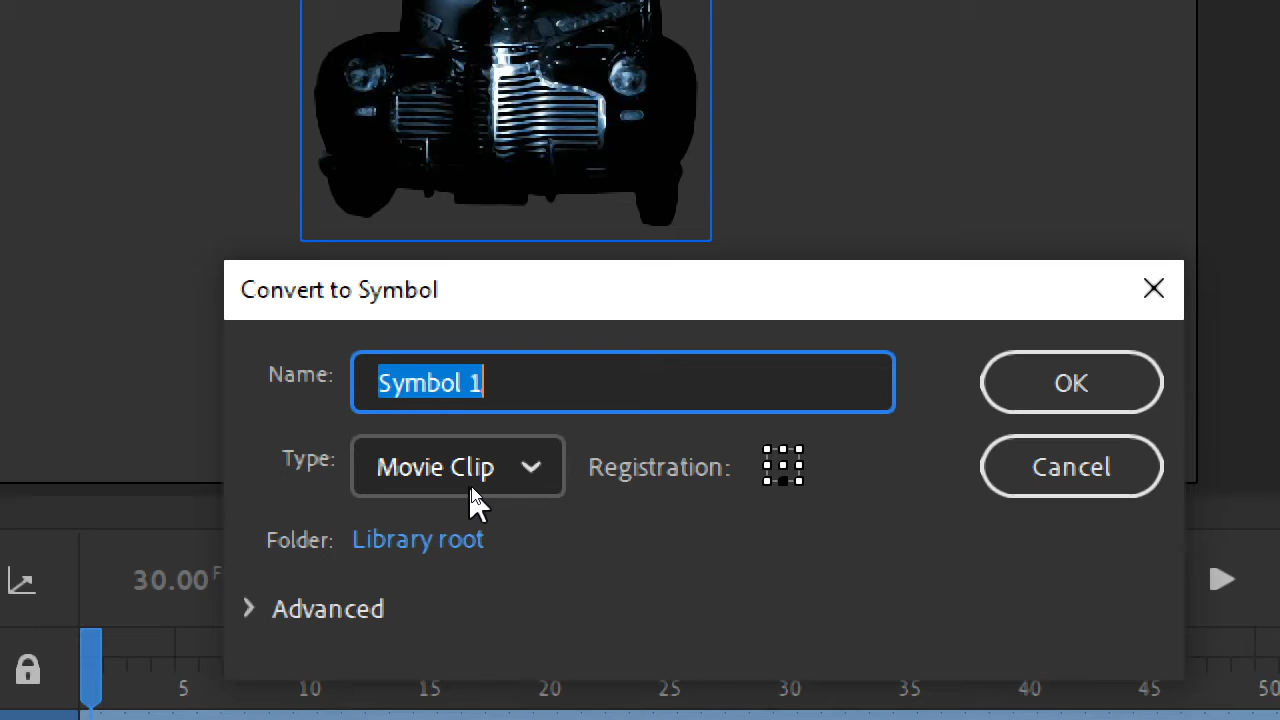 Convert to Symbol
Name: Symbol 1 OK
Type: Movie Clip Registration: Cancel
Folder: Library root
30.00 F
Advanced
5 10 15 20 25 30 35 40 45 50